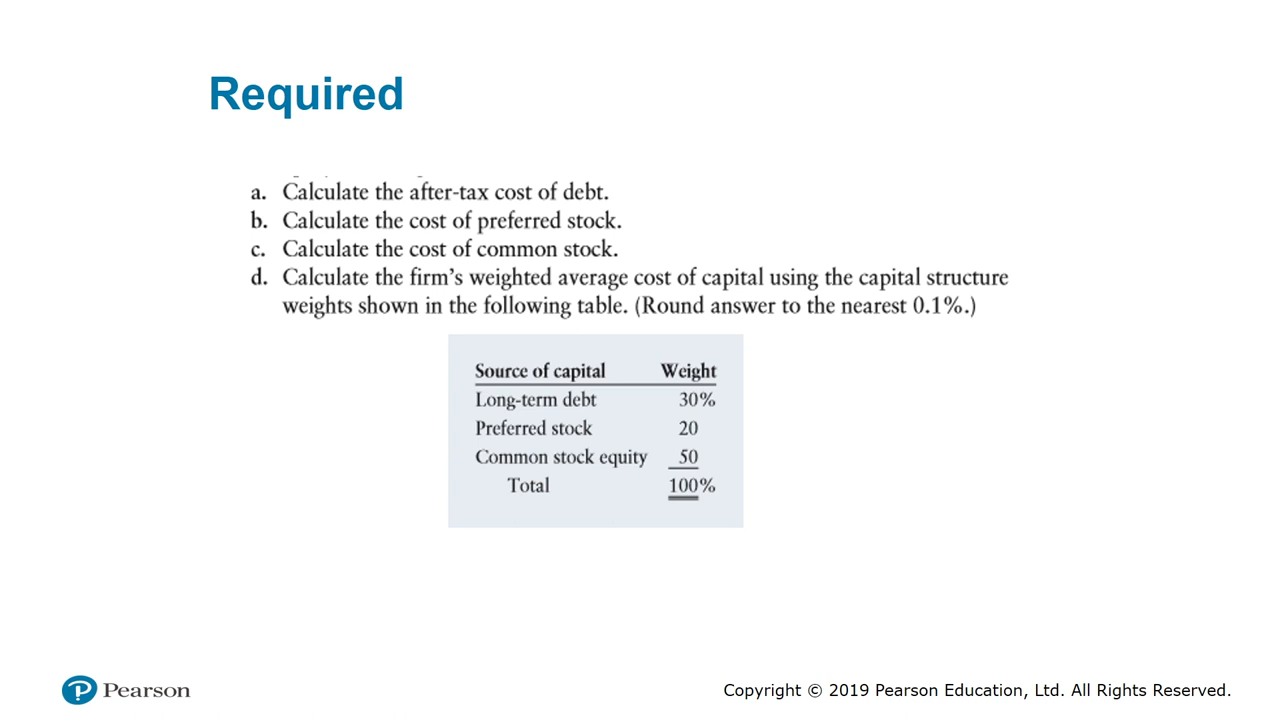 Required
a. Calculate the after-tax cost of debt.
b. Calculate the cost of preferred stock.
c. Calculate the cost of common stock.
d. Calculate the firm's weighted average cost of capital using the capital structure
weights shown in the following table. (Round answer to the nearest 0.1%.)
Source of capital Weight
Long-term debt 30%
Preferred stock 20
Common stock equity 50
Total 100%
Pearson
Copyright © 2019 Pearson Education, Ltd. All Rights Reserved.